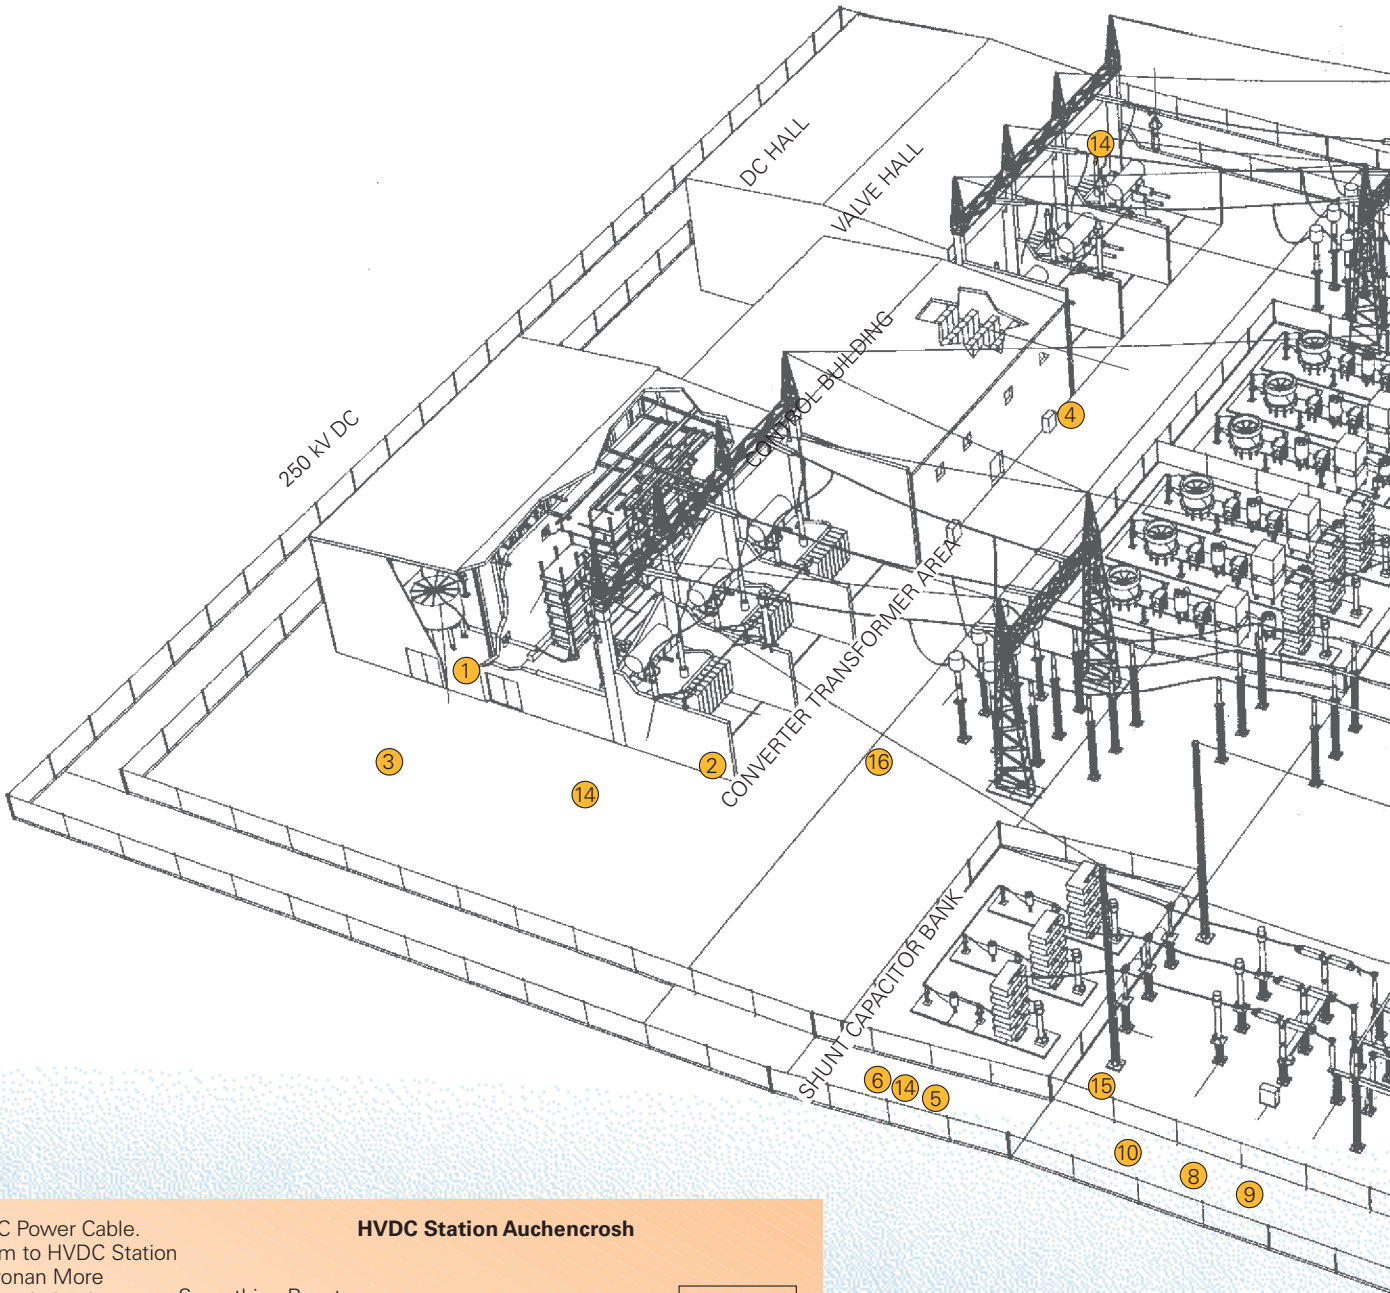 DC HALL
VALVE HALL
14
CONTROL BUILDING
250 kV DC
4
CONVERTER TRANSFORMER AREA
1
3
2
16
14
SHUNT CAPACITOR BANK
6
14
5
15
10
8
9
C Power Cable.
m to HVDC Station
onan More
HVDC Station Auchencrosh